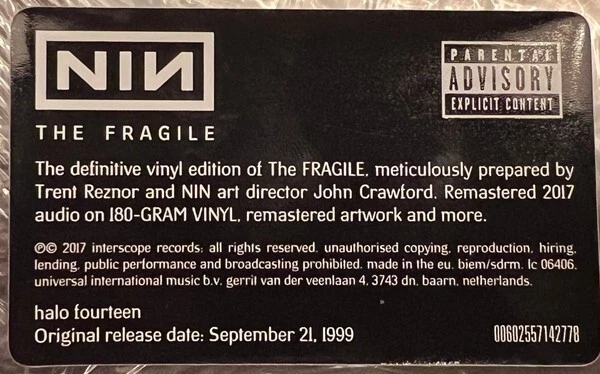 NIN
PARENTAL
ADVISORY
EXPLICIT CONTENT
THE FRAGILE
The definitive vinyl edition of The FRAGILE, meticulously prepared by
Trent Reznor and NIN art director John Crawford. Remastered 2017
audio on 180-GRAM VINYL, remastered artwork and more.
℗© 2017 interscope records: all rights reserved. unauthorised copying, reproduction, hiring,
lending, public performance and broadcasting prohibited. made in the eu. biem/sdrm. lc 06406.
universal international music b.v. gerrit van der veenlaan 4, 3743 dn, baarn, netherlands.
halo fourteen
Original release date: September 21, 1999
00602557142778